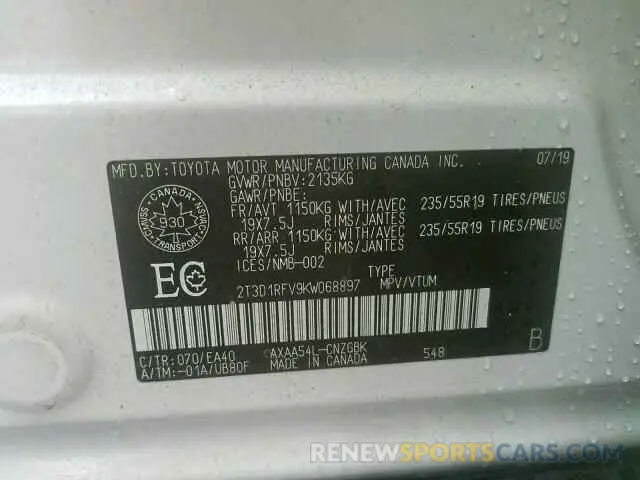 MFD.BY:TOYOTA MOTOR MANUFACTURING CANADA INC. 07/19
GVWR/PNBV:2135KG
GAWR/PNBE:
FR/AVT 1150KG WITH/AVEC 235/55R19 TIRES/PNEUS
19X7.5J RIMS/JANTES
RR/ARR 1150KG WITH/AVEC 235/55R19 TIRES/PNEUS
19X7.5J RIMS/JANTES
ICES/NMB-002
CANADA
930
TRANSPORT
EC
TYPE
2T3D1RFV9KW068897 MPV/VTUM
C/TR:070/EA40 AXAA54L-CNZGBK 548 B
A/TM:-01A/UB80F MADE IN CANADA
RENEWSPORTSCARS.COM